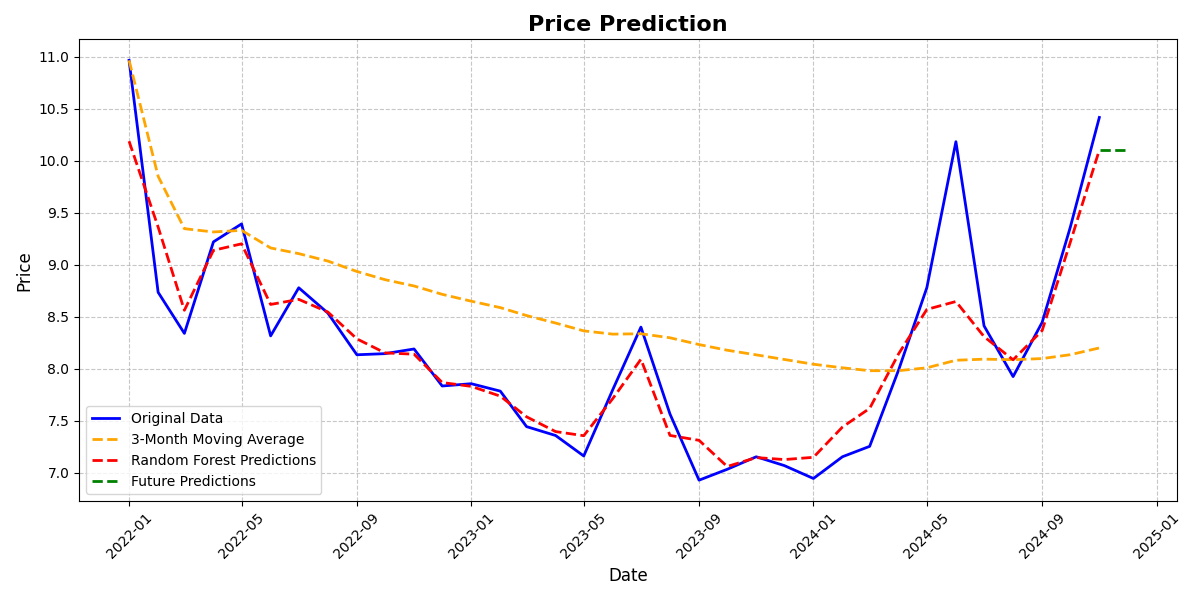 Price Prediction
Price
11.0
10.5
10.0
9.5
9.0
8.5
8.0
7.5
7.0
Original Data
3-Month Moving Average
Random Forest Predictions
Future Predictions
2022-01
2022-05
2022-09
2023-01
2023-05
2023-09
2024-01
2024-05
2024-09
2025-01
Date